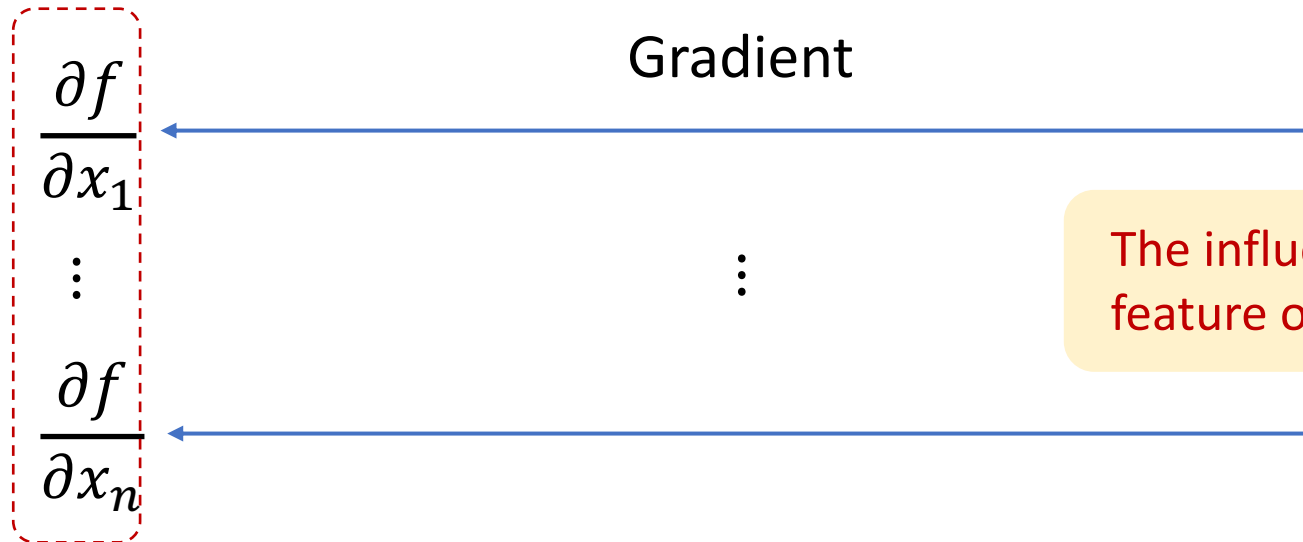 Gradient
∂f
∂x₁
⋮
⋮
The
feature
∂f
∂xₙ